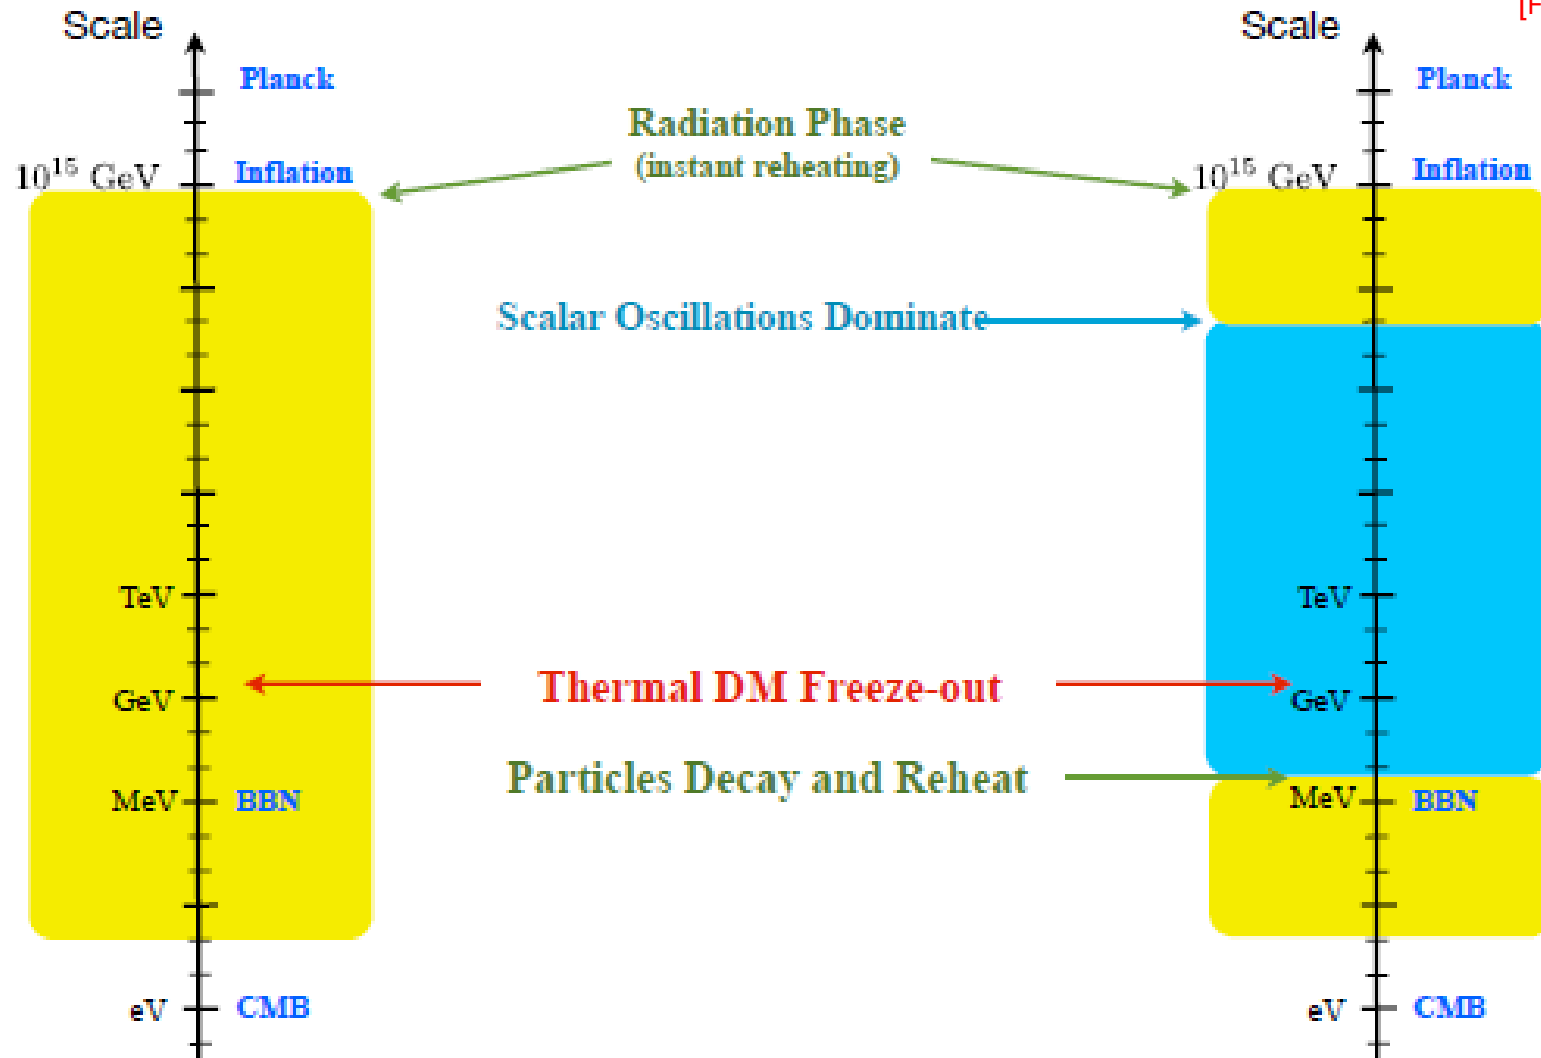 Scale
Planck
10¹⁵ GeV
Inflation
TeV
GeV
MeV
BBN
eV
CMB
Radiation Phase
(instant reheating)
Scalar Oscillations Dominate
Thermal DM Freeze-out
Particles Decay and Reheat
Scale
Planck
10¹⁵ GeV
Inflation
TeV
GeV
MeV
BBN
eV
CMB